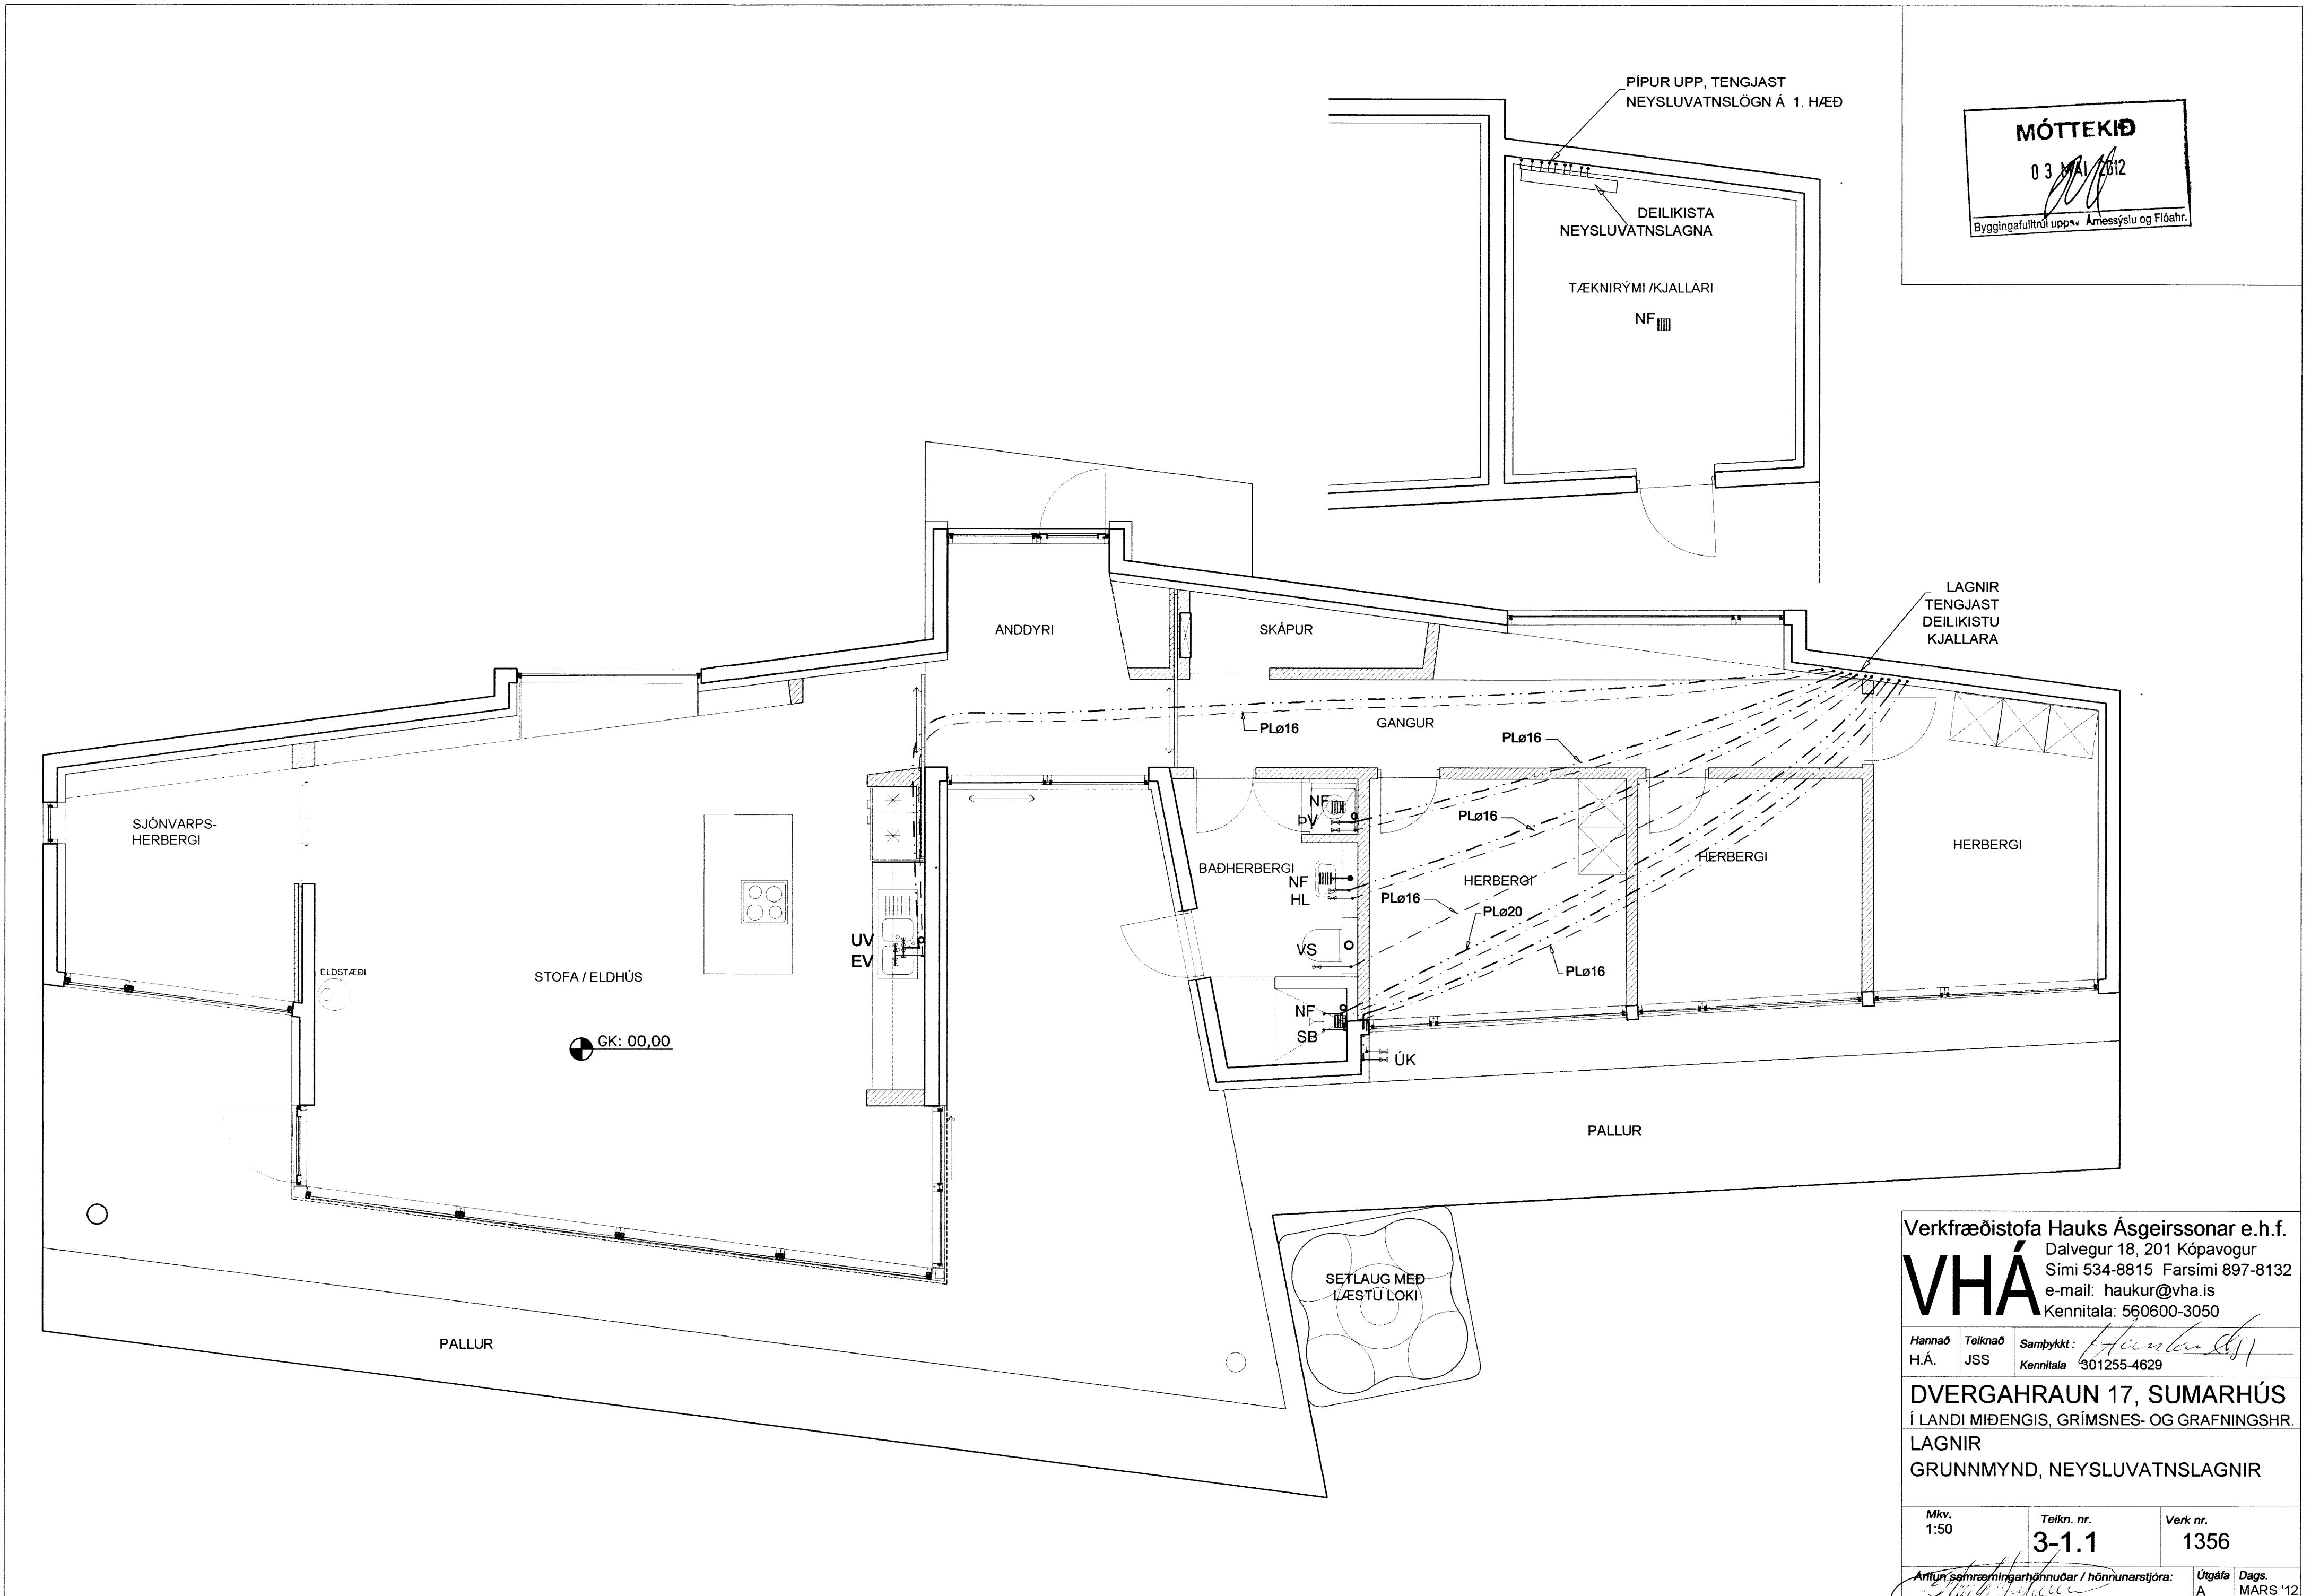 PÍPUR UPP, TENGJAST
NEYSLUVATNSLÖGN Á 1. HÆÐ
MÓTTEKIÐ
03 MAI 2012
Byggingafulltrúi uppsv Árnessýslu og Flóahr.
DEILIKISTA
NEYSLUVATNSLAGNA
TÆKNIRÝMI /KJALLARI
NF
LAGNIR
TENGJAST
DEILIKISTU
KJALLARA
ANDDYRI
SKÁPUR
PLø16
GANGUR
PLø16
SJÓNVARPS-
HERBERGI
NF
ÞV
PLø16
BAÐHERBERGI
HERBERGI
HERBERGI
NF
HL
HERBERGI
PLø16
PLø20
UV
EV
VS
ELDSTÆÐI
STOFA / ELDHÚS
PLø16
NF
SB
GK: 00,00
ÚK
PALLUR
SETLAUG MEÐ
LÆSTU LOKI
PALLUR
Verkfræðistofa Hauks Ásgeirssonar e.h.f.
VHÁ
Dalvegur 18, 201 Kópavogur
Sími 534-8815 Farsími 897-8132
e-mail: haukur@vha.is
Kennitala: 560600-3050
Hannað Teiknað Samþykkt :
H.Á. JSS Kennitala 301255-4629
DVERGAHRAUN 17, SUMARHÚS
Í LANDI MIÐENGIS, GRÍMSNES- OG GRAFNINGSHR.
LAGNIR
GRUNNMYND, NEYSLUVATNSLAGNIR
Mkv. Teikn. nr. Verk nr.
1:50 3-1.1 1356
Áritun samræmingarhönnuðar / hönnunarstjóra: Útgáfa Dags.
A MARS '12